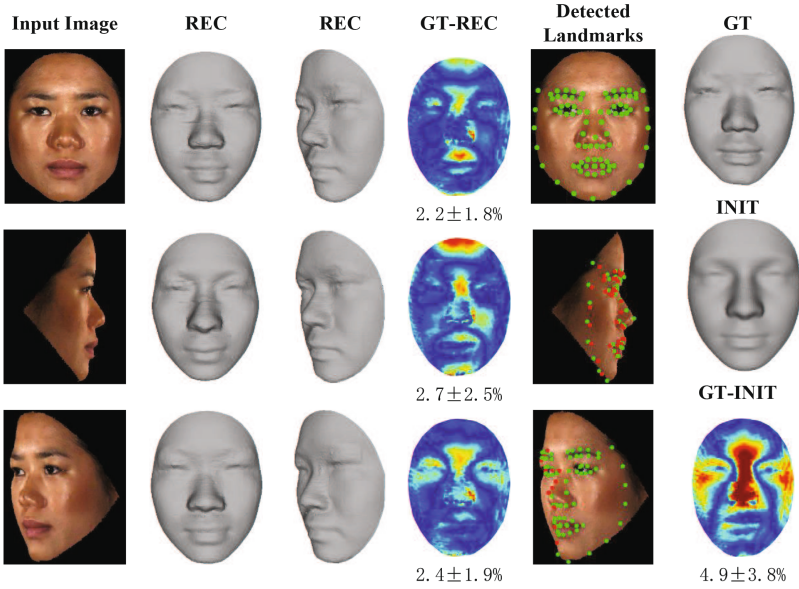 Input Image
REC
REC
GT-REC
Detected
Landmarks
GT
2.2±1.8%
INIT
2.7±2.5%
GT-INIT
2.4±1.9%
4.9±3.8%